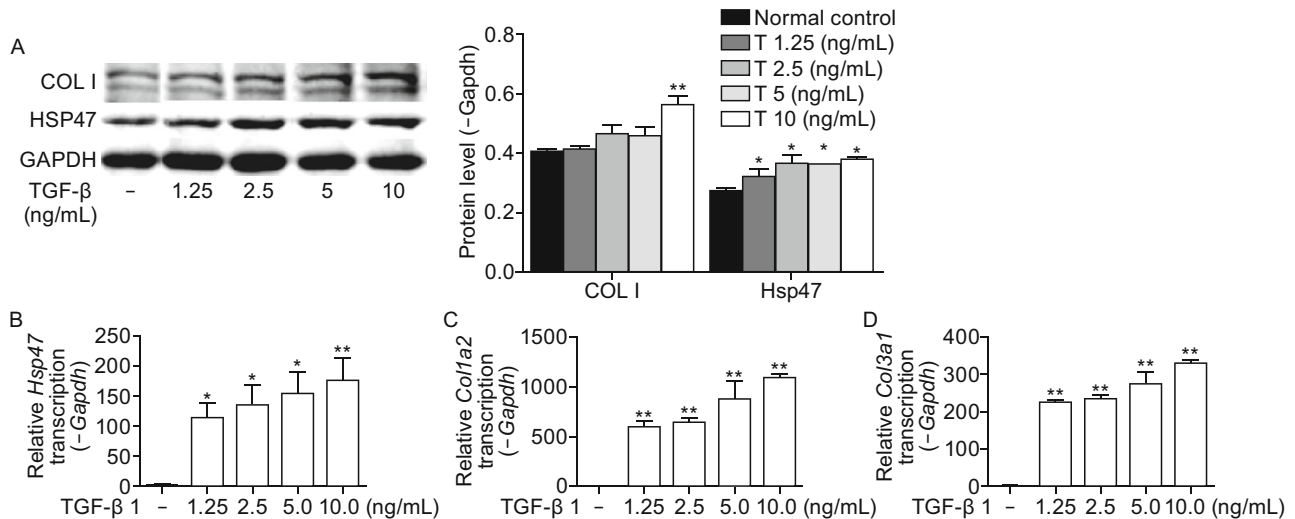 A
COL I
HSP47
GAPDH
TGF-β – 1.25 2.5 5 10
(ng/mL)
Protein level (–Gapdh)
0.8
0.6
0.4
0.2
0.0
** * * * *
COL I Hsp47
Normal control
T 1.25 (ng/mL)
T 2.5 (ng/mL)
T 5 (ng/mL)
T 10 (ng/mL)
B
Relative Hsp47
transcription
(–Gapdh)
250
200
150
100
50
0
* * * **
TGF-β 1 – 1.25 2.5 5.0 10.0 (ng/mL)
C
Relative Col1a2
transcription
(–Gapdh)
1500
1000
500
0
** ** ** **
TGF-β 1 – 1.25 2.5 5.0 10.0 (ng/mL)
D
Relative Col3a1
transcription
(–Gapdh)
400
300
200
100
0
** ** ** **
TGF-β 1 – 1.25 2.5 5.0 10.0 (ng/mL)